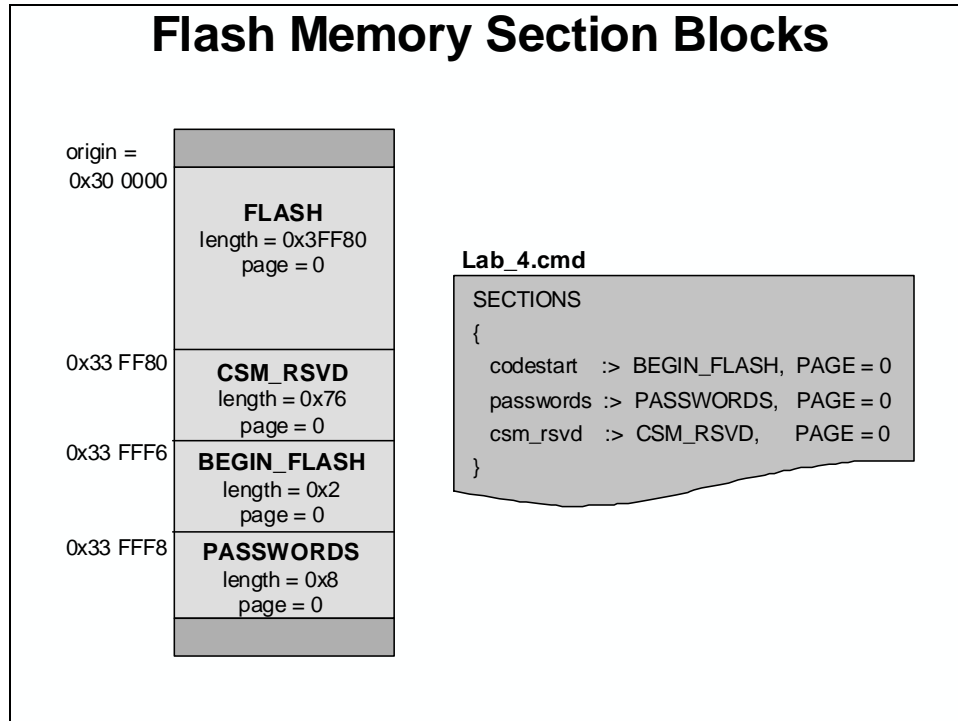 Flash Memory Section Blocks
origin =
0x30 0000
FLASH
length = 0x3FF80
page = 0
0x33 FF80
CSM_RSVD
length = 0x76
page = 0
0x33 FFF6
BEGIN_FLASH
length = 0x2
page = 0
0x33 FFF8
PASSWORDS
length = 0x8
page = 0
Lab_4.cmd
SECTIONS
{
codestart :> BEGIN_FLASH, PAGE = 0
passwords :> PASSWORDS, PAGE = 0
csm_rsvd :> CSM_RSVD, PAGE = 0
}